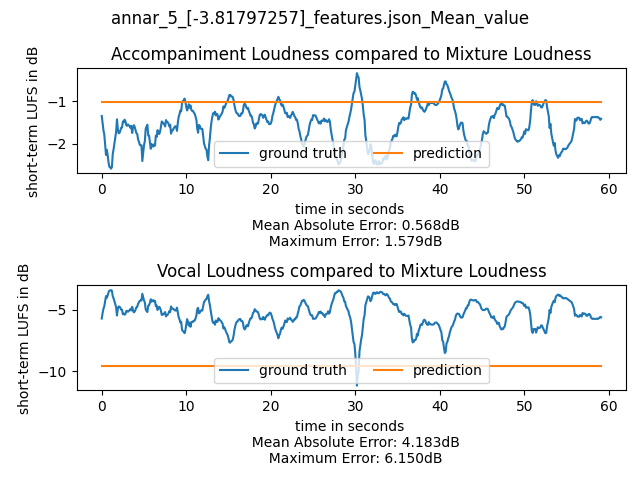 annar_5_[-3.81797257]_features.json_Mean_value
Accompaniment Loudness compared to Mixture Loudness
short-term LUFS in dB
−1
−2
ground truth
prediction
0 10 20 30 40 50 60
time in seconds
Mean Absolute Error: 0.568dB
Maximum Error: 1.579dB
Vocal Loudness compared to Mixture Loudness
short-term LUFS in dB
−5
−10
ground truth
prediction
0 10 20 30 40 50 60
time in seconds
Mean Absolute Error: 4.183dB
Maximum Error: 6.150dB